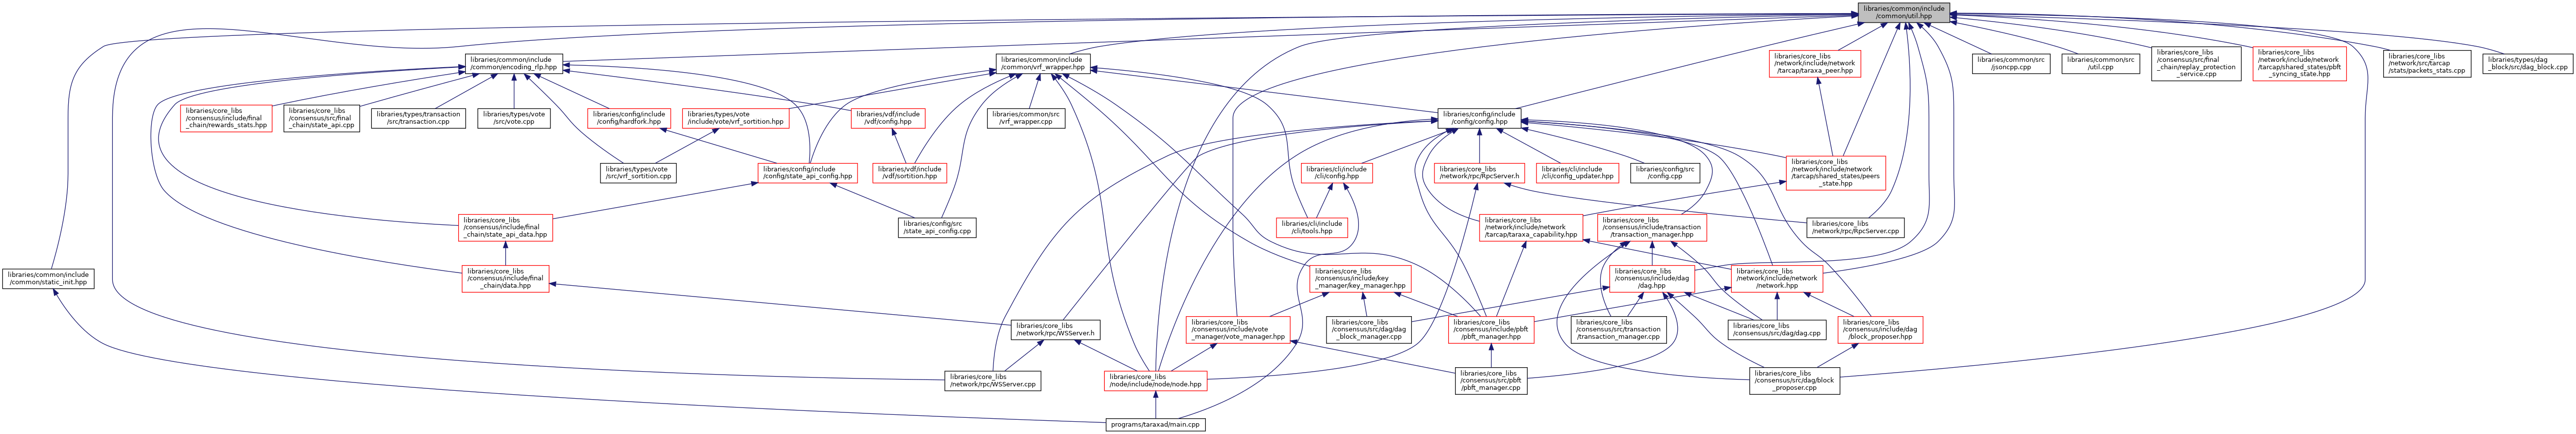 libraries/common/include
/common/util.hpp
libraries/common/include
/common/encoding_rlp.hpp
libraries/common/include
/common/vrf_wrapper.hpp
libraries/core_libs
/network/include/network
/tarcap/taraxa_peer.hpp
libraries/common/src
/jsoncpp.cpp
libraries/common/src
/util.cpp
libraries/core_libs
/consensus/src/final
_chain/replay_protection
_service.cpp
libraries/core_libs
/network/include/network
/tarcap/shared_states/pbft
_syncing_state.hpp
libraries/core_libs
/network/src/tarcap
/stats/packets_stats.cpp
libraries/types/dag
_block/src/dag_block.cpp
libraries/core_libs
/consensus/include/final
_chain/rewards_stats.hpp
libraries/core_libs
/consensus/src/final
_chain/state_api.cpp
libraries/types/transaction
/src/transaction.cpp
libraries/types/vote
/src/vote.cpp
libraries/config/include
/config/hardfork.hpp
libraries/types/vote
/include/vote/vrf_sortition.hpp
libraries/vdf/include
/vdf/config.hpp
libraries/common/src
/vrf_wrapper.cpp
libraries/config/include
/config/config.hpp
libraries/types/vote
/src/vrf_sortition.cpp
libraries/config/include
/config/state_api_config.hpp
libraries/vdf/include
/vdf/sortition.hpp
libraries/cli/include
/cli/config.hpp
libraries/core_libs
/network/rpc/RpcServer.h
libraries/cli/include
/cli/config_updater.hpp
libraries/config/src
/config.cpp
libraries/core_libs
/network/include/network
/tarcap/shared_states/peers
_state.hpp
libraries/core_libs
/consensus/include/final
_chain/state_api_data.hpp
libraries/config/src
/state_api_config.cpp
libraries/cli/include
/cli/tools.hpp
libraries/core_libs
/network/include/network
/tarcap/taraxa_capability.hpp
libraries/core_libs
/consensus/include/transaction
/transaction_manager.hpp
libraries/core_libs
/network/rpc/RpcServer.cpp
libraries/common/include
/common/static_init.hpp
libraries/core_libs
/consensus/include/final
_chain/data.hpp
libraries/core_libs
/consensus/include/key
_manager/key_manager.hpp
libraries/core_libs
/consensus/include/dag
/dag.hpp
libraries/core_libs
/network/include/network
/network.hpp
libraries/core_libs
/network/rpc/WSServer.h
libraries/core_libs
/consensus/include/vote
_manager/vote_manager.hpp
libraries/core_libs
/consensus/src/dag/dag
_block_manager.cpp
libraries/core_libs
/consensus/include/pbft
/pbft_manager.hpp
libraries/core_libs
/consensus/src/transaction
/transaction_manager.cpp
libraries/core_libs
/consensus/src/dag/dag.cpp
libraries/core_libs
/consensus/include/dag
/block_proposer.hpp
libraries/core_libs
/network/rpc/WSServer.cpp
libraries/core_libs
/node/include/node/node.hpp
libraries/core_libs
/consensus/src/pbft
/pbft_manager.cpp
libraries/core_libs
/consensus/src/dag/block
_proposer.cpp
programs/taraxad/main.cpp